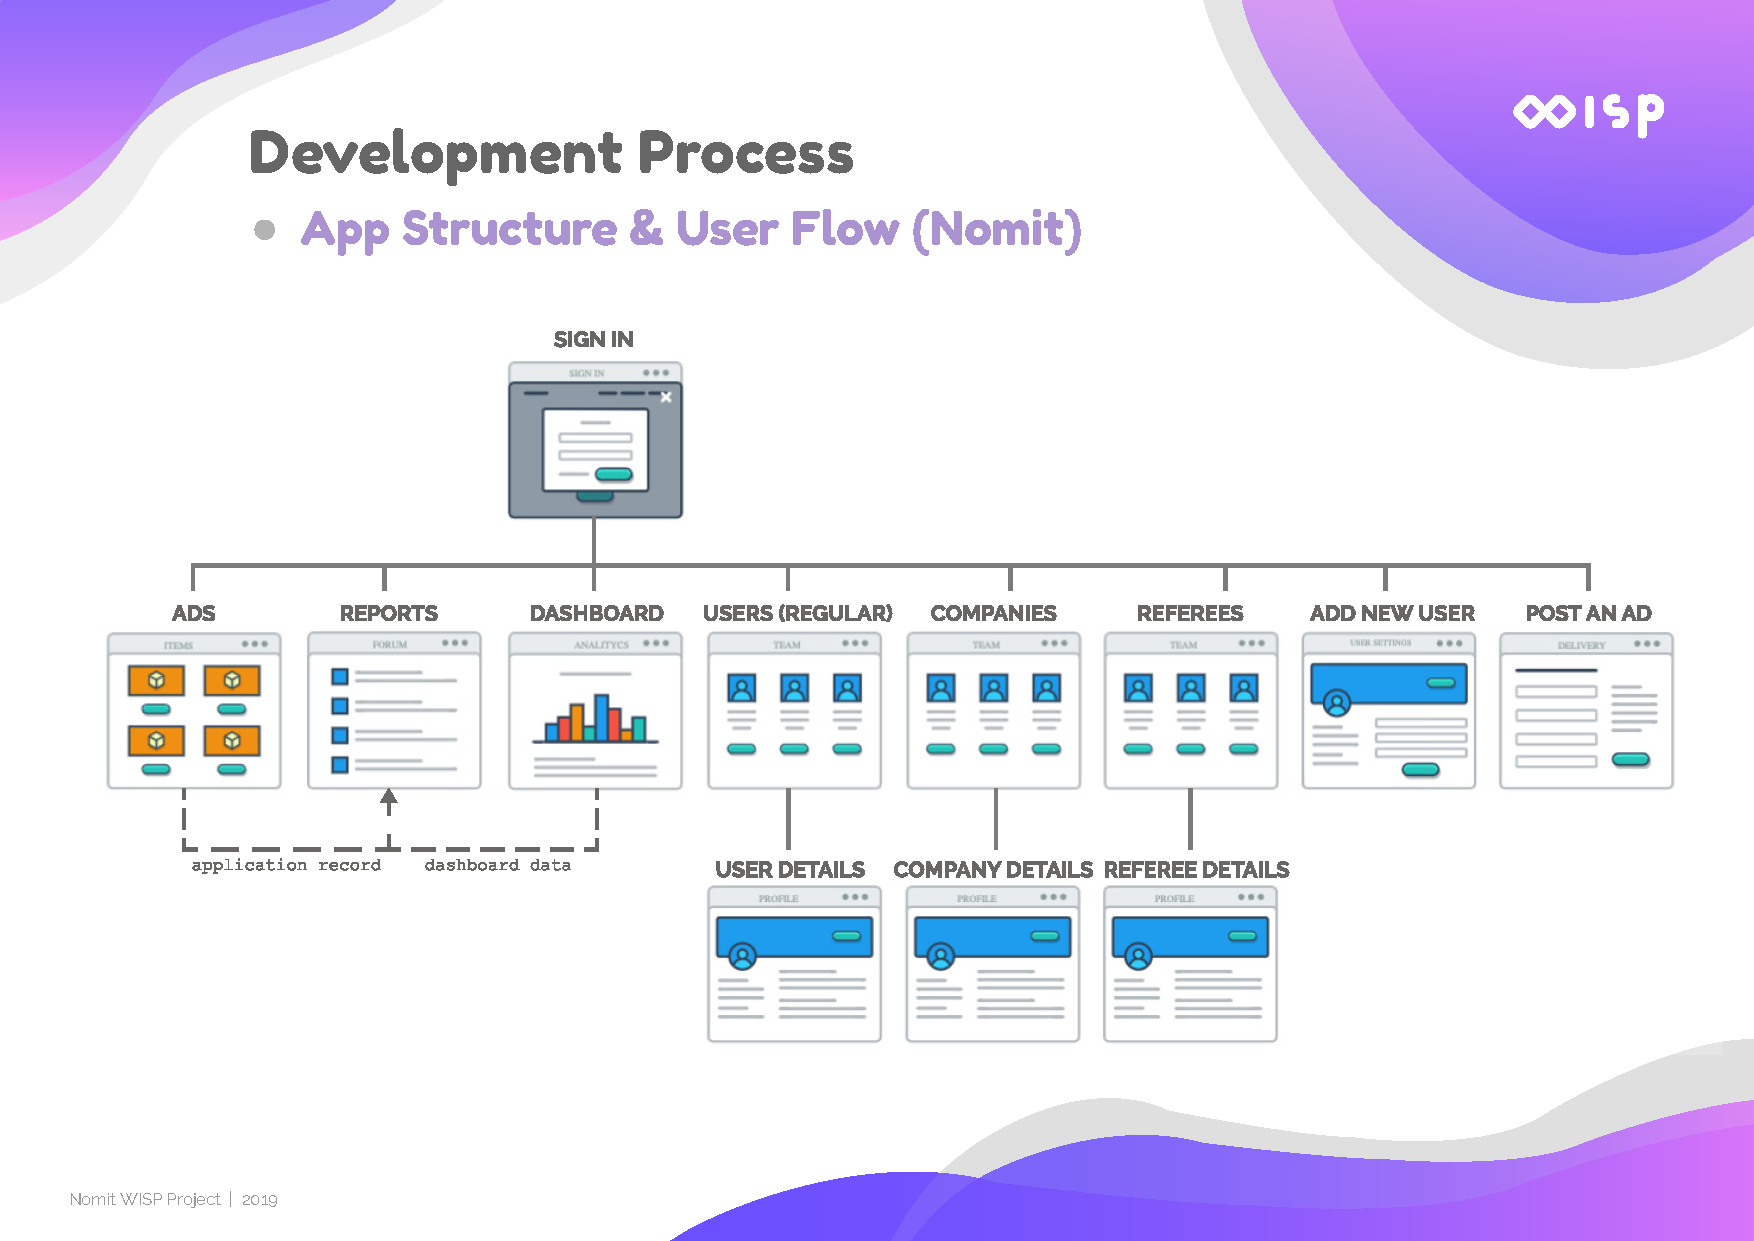 wisp
Development Process
● App Structure & User Flow (Nomit)
SIGN IN
SIGN IN
ADS
REPORTS
DASHBOARD
USERS (REGULAR)
COMPANIES
REFEREES
ADD NEW USER
POST AN AD
ITEMS
FORUM
ANALITYCS
TEAM
TEAM
TEAM
USER SETTINGS
DELIVERY
application record
dashboard data
USER DETAILS
COMPANY DETAILS
REFEREE DETAILS
PROFILE
PROFILE
PROFILE
Nomit WISP Project | 2019